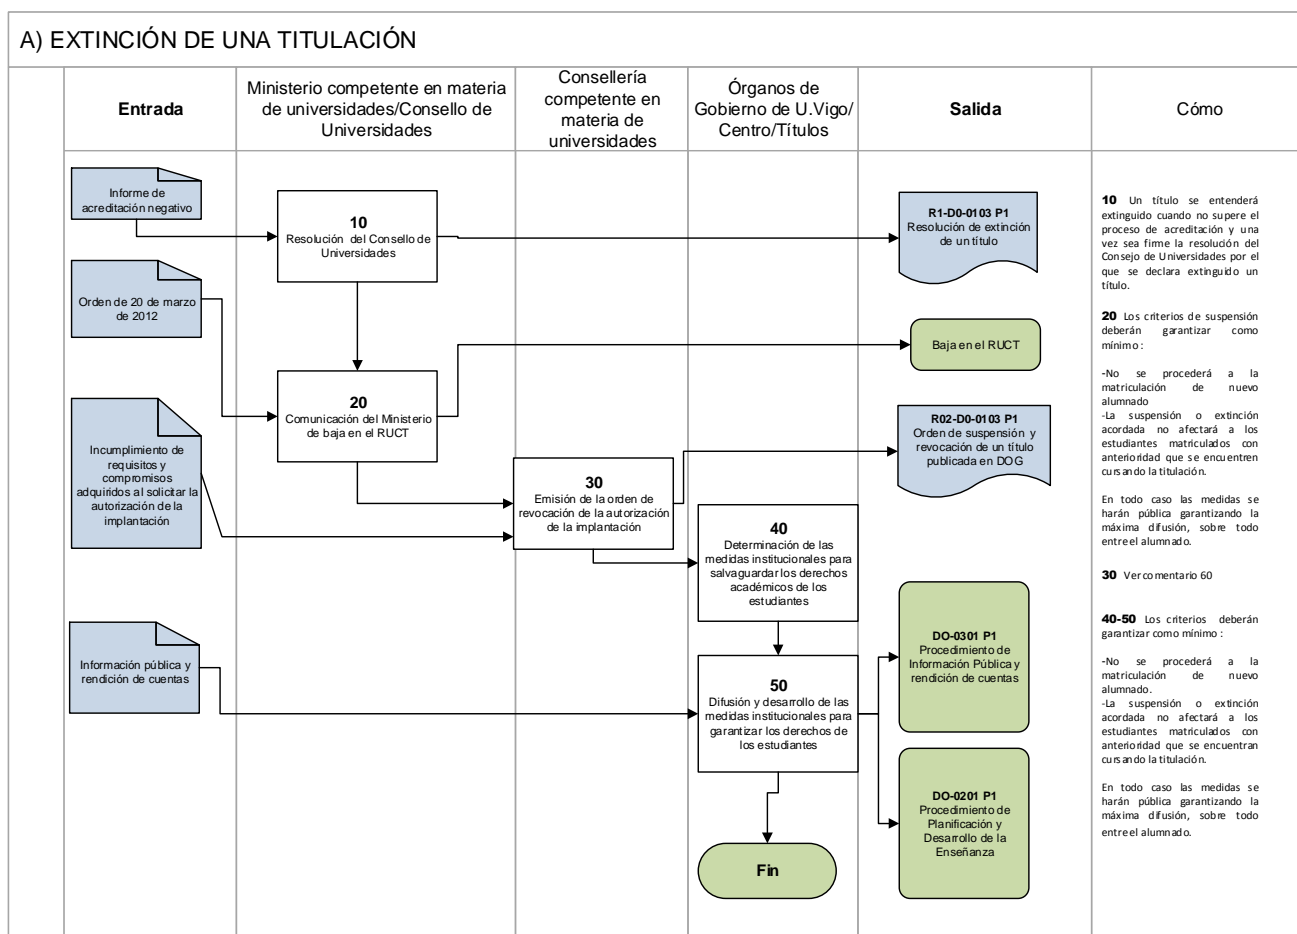 A) EXTINCIÓN DE UNA TITULACIÓN
Entrada
Ministerio competente en materia
de universidades/Consello de
Universidades
Consellería
competente en
materia de
universidades
Órganos de
Gobierno de U.Vigo/
Centro/Títulos
Salida
Cómo
Informe de
acreditación negativo
10
Resolución del Consello de
Universidades
R1-D0-0103 P1
Resolución de extinción
de un título
Orden de 20 de marzo
de 2012
Baja en el RUCT
20
Comunicación del Ministerio
de baja en el RUCT
Incumplimiento de
requisitos y
compromisos
adquiridos al solicitar la
autorización de la
implantación
R02-D0-0103 P1
Orden de suspensión y
revocación de un título
publicada en DOG
30
Emisión de la orden de
revocación de la autorización
de la implantación
40
Determinación de las
medidas institucionales para
salvaguardar los derechos
académicos de los
estudiantes
Información pública y
rendición de cuentas
50
Difusión y desarrollo de las
medidas institucionales para
garantizar los derechos de
los estudiantes
DO-0301 P1
Procedimiento de
Información Pública y
rendición de cuentas
DO-0201 P1
Procedimiento de
Planificación y
Desarrollo de la
Enseñanza
Fin
10 Un título se entenderá
extinguido cuando no supere el
proceso de acreditación y una
vez sea firme la resolución del
Consejo de Universidades por el
que se declara extinguido un
título.
20 Los criterios de suspensión
deberán garantizar como
mínimo :
-No se procederá a la
matriculación de nuevo
alumnado
-La suspensión o extinción
acordada no afectará a los
estudiantes matriculados con
anterioridad que se encuentren
cursando la titulación.
En todo caso las medidas se
harán pública garantizando la
máxima difusión, sobre todo
entre el alumnado.
30 Ver comentario 60
40-50 Los criterios deberán
garantizar como mínimo :
-No se procederá a la
matriculación de nuevo
alumnado.
-La suspensión o extinción
acordada no afectará a los
estudiantes matriculados con
anterioridad que se encuentran
cursando la titulación.
En todo caso las medidas se
harán pública garantizando la
máxima difusión, sobre todo
entre el alumnado.